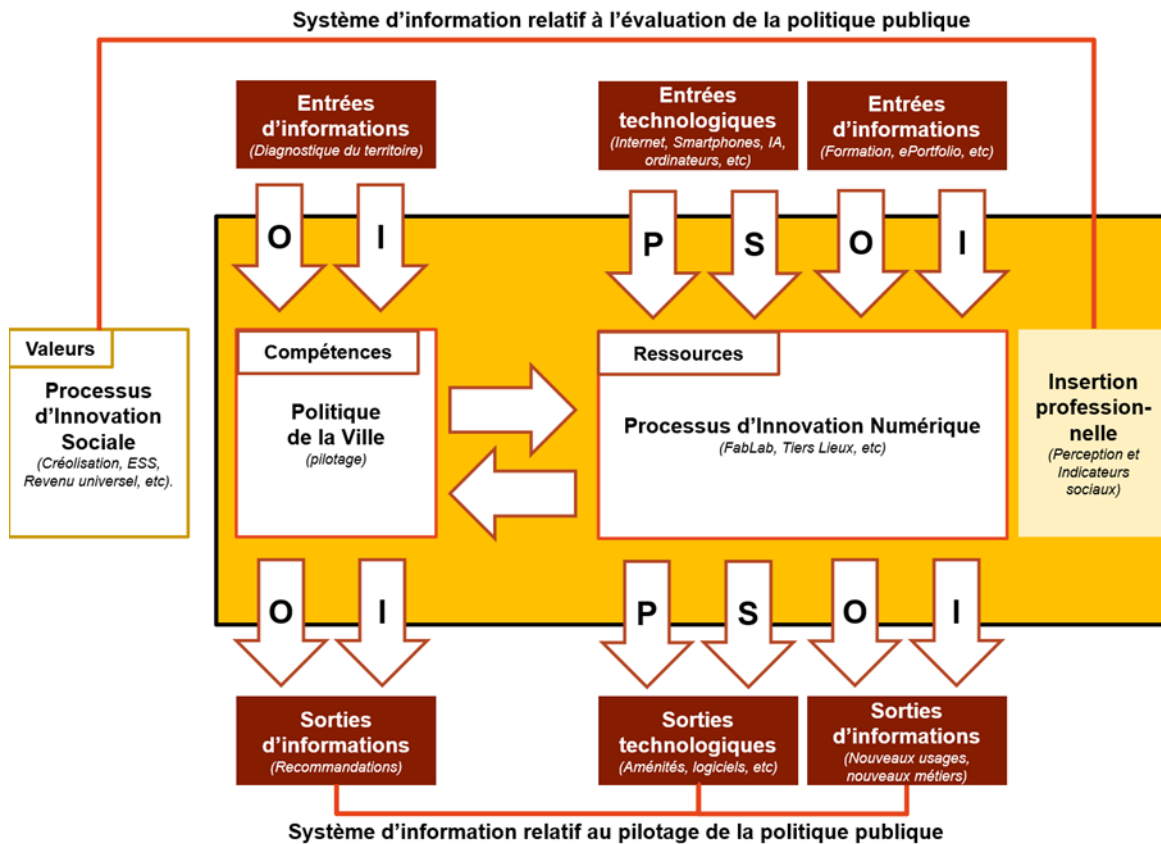 Système d'information relatif à l'évaluation de la politique publique
Entrées
d'informations
(Diagnostique du territoire)
Entrées
technologiques
(Internet, Smartphones, IA,
ordinateurs, etc)
Entrées
d'informations
(Formation, ePortfolio, etc)
O
I
P
S
O
I
Valeurs
Processus
d'Innovation
Sociale
(Créolisation, ESS,
Revenu universel, etc).
Compétences
Politique
de la Ville
(pilotage)
Ressources
Processus d'Innovation Numérique
(FabLab, Tiers Lieux, etc)
Insertion
profession-
nelle
(Perception et
Indicateurs
sociaux)
O
I
P
S
O
I
Sorties
d'informations
(Recommandations)
Sorties
technologiques
(Aménités, logiciels, etc)
Sorties
d'informations
(Nouveaux usages,
nouveaux métiers)
Système d'information relatif au pilotage de la politique publique